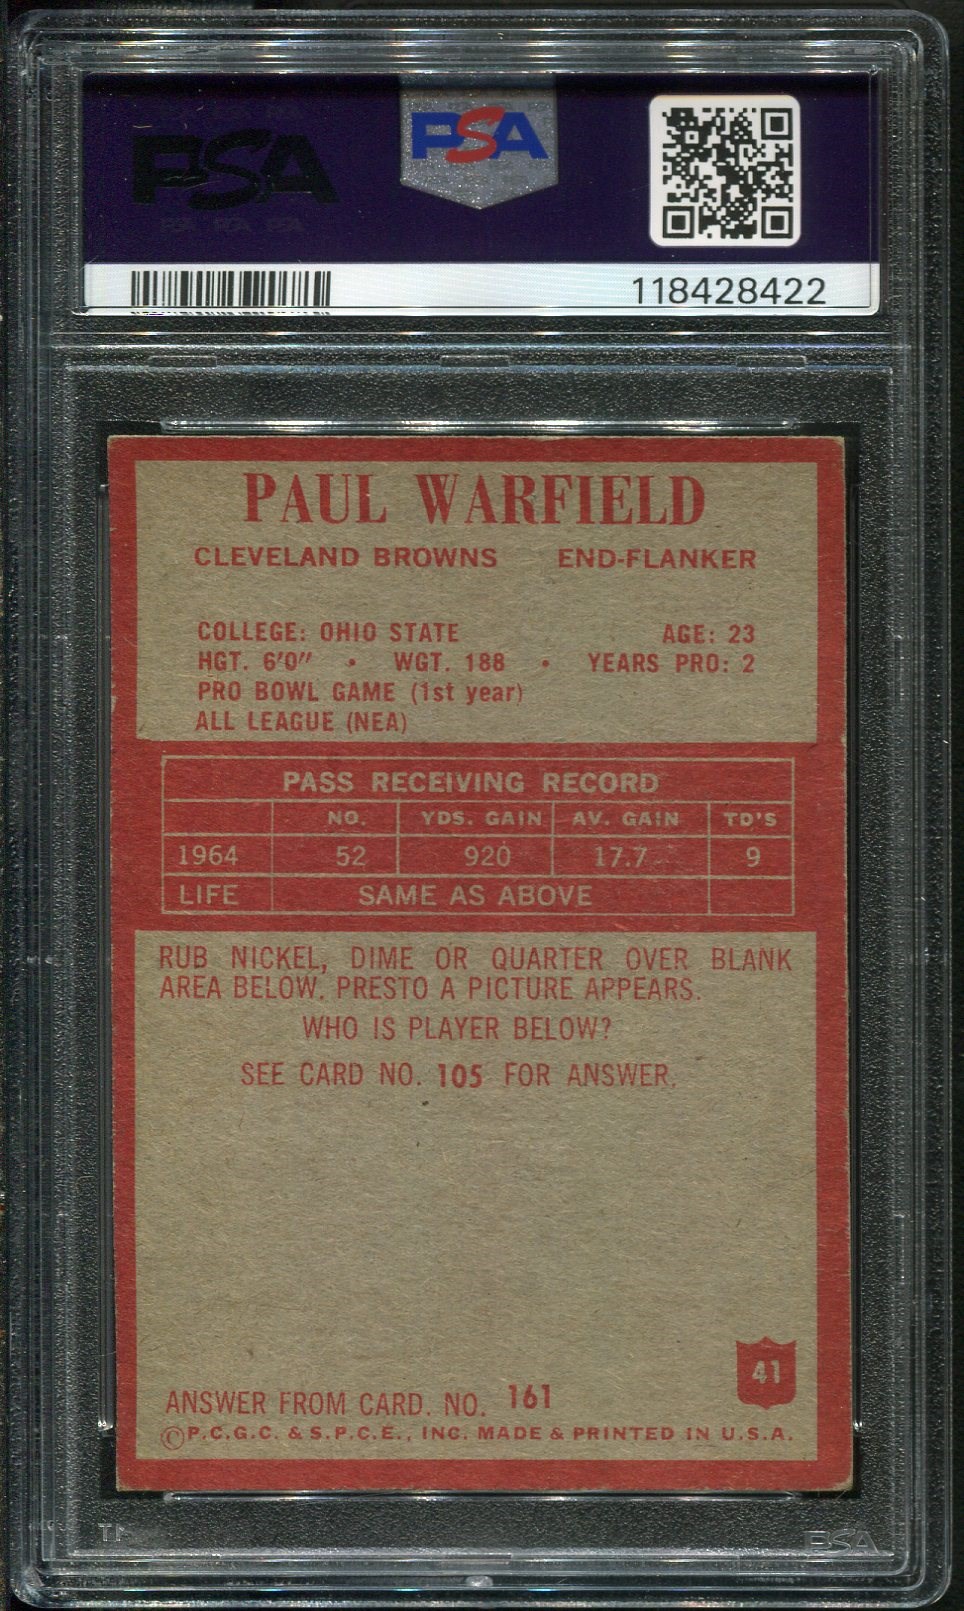 PSA
PSA
PSA PSA PSA
118428422
PAUL WARFIELD
CLEVELAND BROWNS END-FLANKER
COLLEGE: OHIO STATE AGE: 23
HGT. 6'0" • WGT. 188 • YEARS PRO: 2
PRO BOWL GAME (1st year)
ALL LEAGUE (NEA)
PASS RECEIVING RECORD
NO. YDS. GAIN AV. GAIN TD'S
1964 52 920 17.7 9
LIFE SAME AS ABOVE
RUB NICKEL, DIME OR QUARTER OVER BLANK
AREA BELOW. PRESTO A PICTURE APPEARS.
WHO IS PLAYER BELOW?
SEE CARD NO. 105 FOR ANSWER.
41
ANSWER FROM CARD. NO. 161
©P.C.G.C. & S.P.C.E., INC. MADE & PRINTED IN U.S.A.
PSA